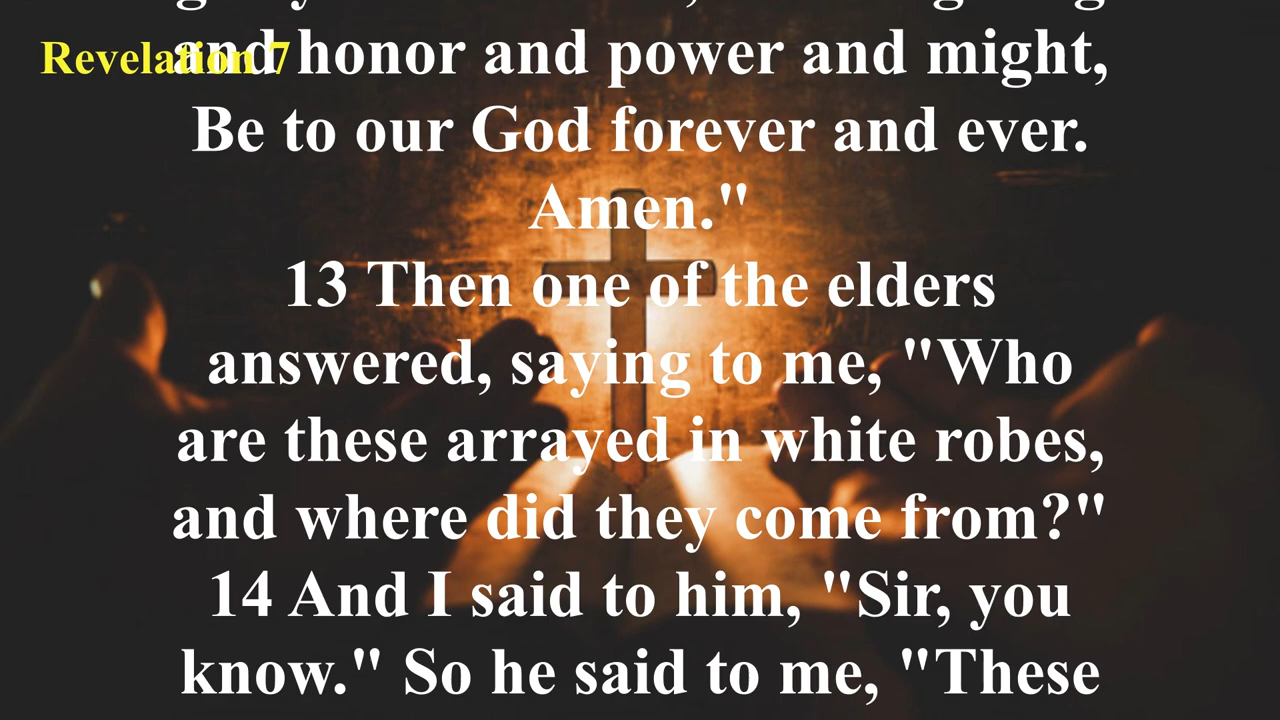 Revelation 7
and honor and power and might,
Be to our God forever and ever.
Amen."
13 Then one of the elders
answered, saying to me, "Who
are these arrayed in white robes,
and where did they come from?"
14 And I said to him, "Sir, you
know." So he said to me, "These